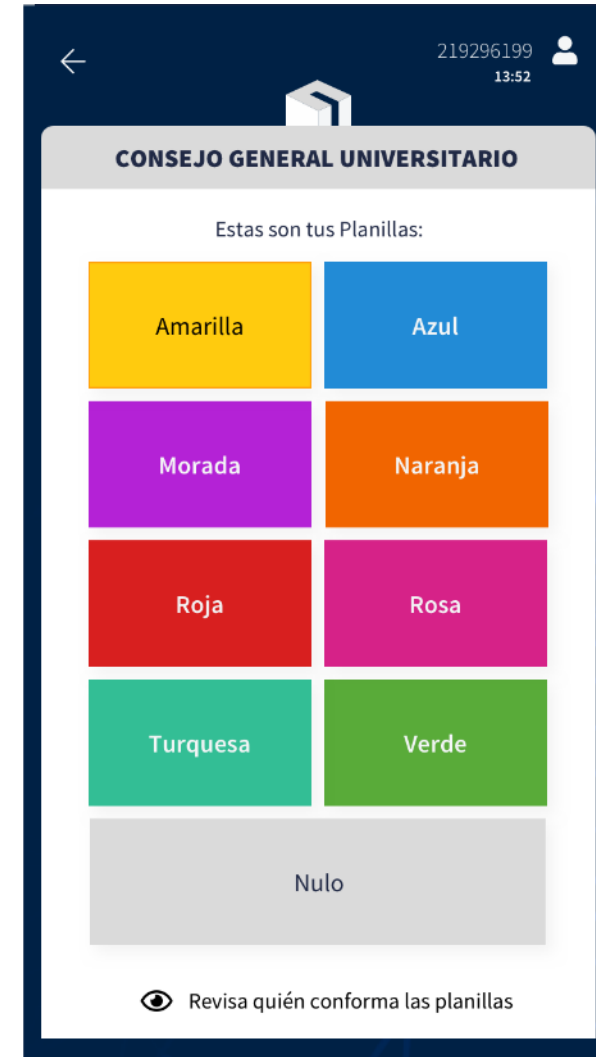 219296199
13:52
CONSEJO GENERAL UNIVERSITARIO
Estas son tus Planillas:
Amarilla
Azul
Morada
Naranja
Roja
Rosa
Turquesa
Verde
Nulo
Revisa quién conforma las planillas